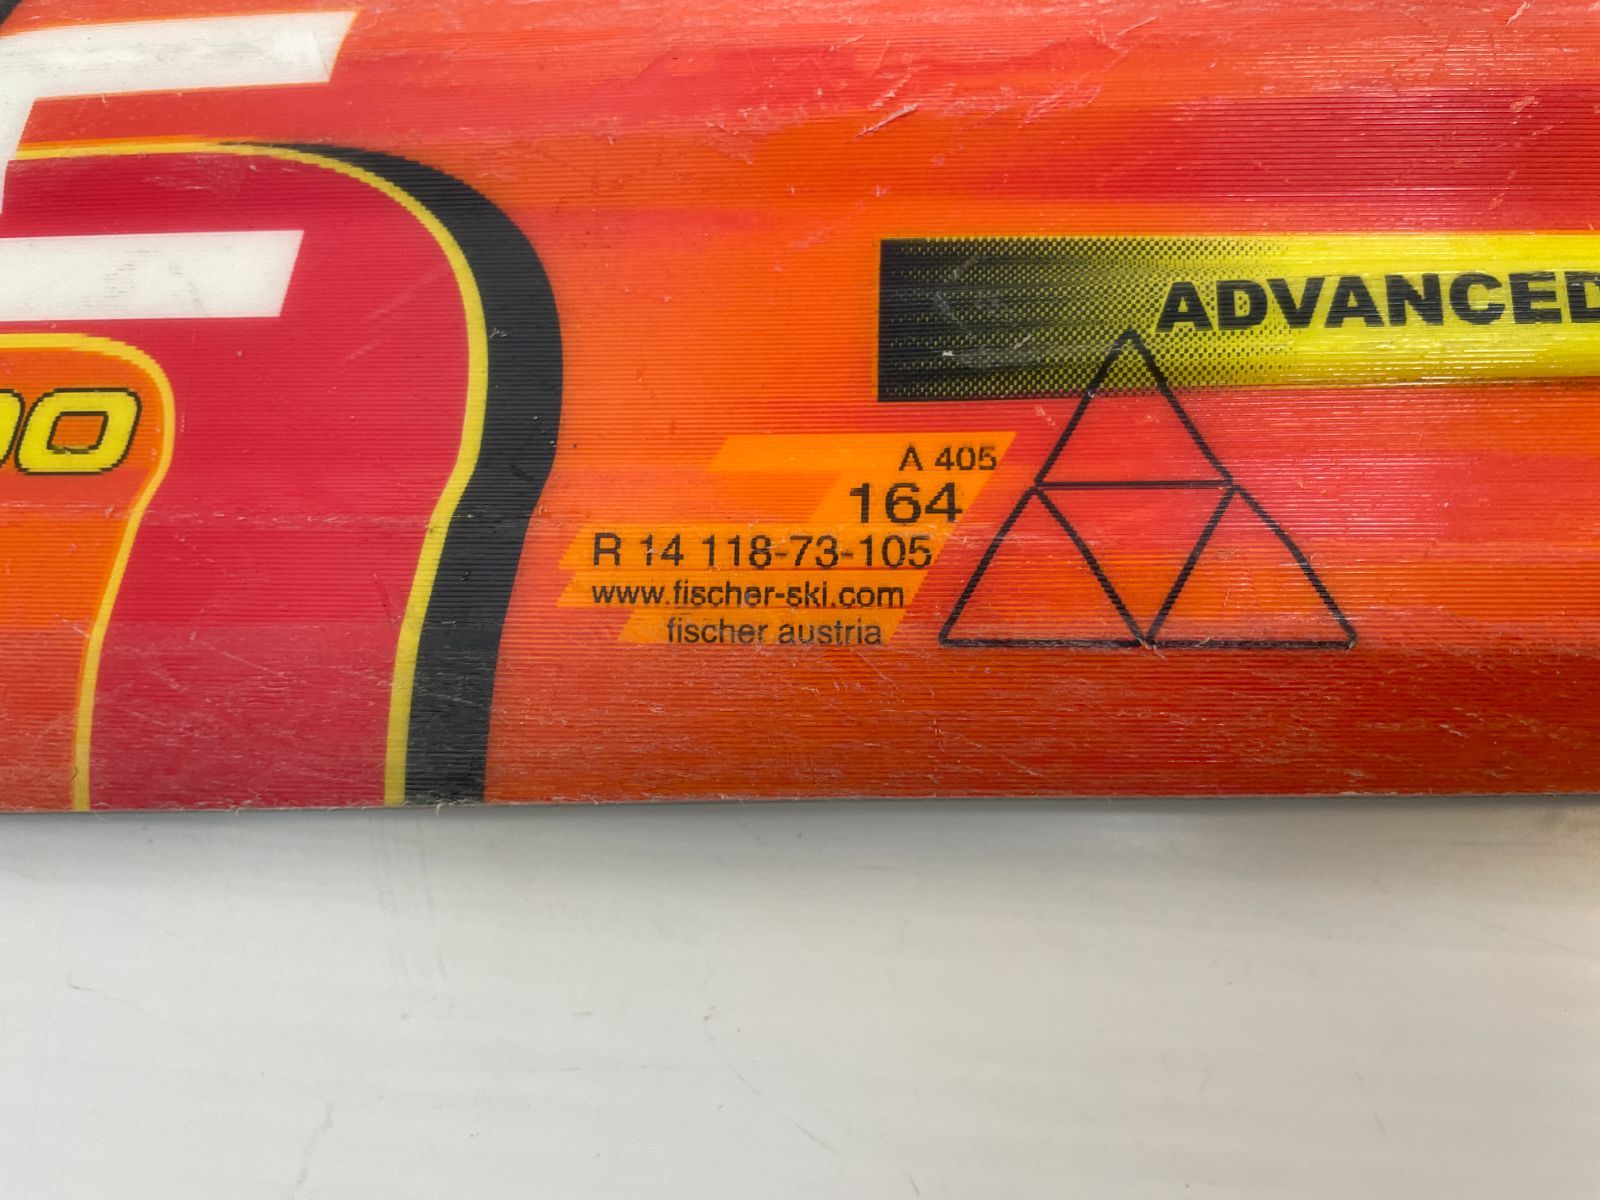 ADVANCED
A 405
164
R 14 118-73-105
www.fischer-ski.com
fischer austria